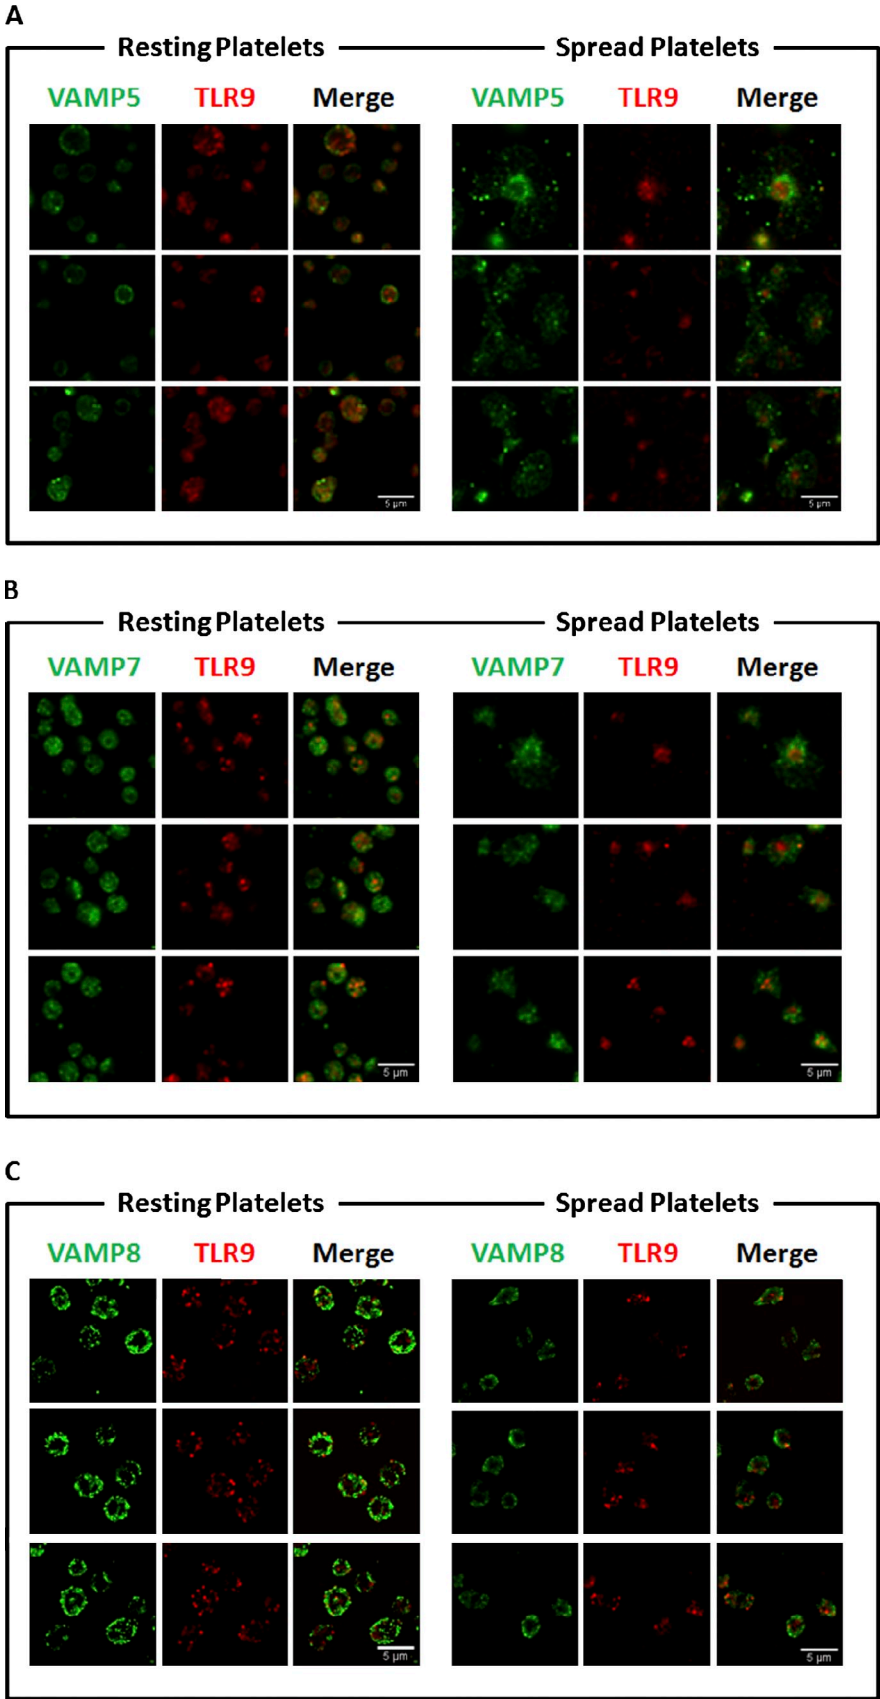 A
Resting Platelets Spread Platelets
VAMP5 TLR9 Merge VAMP5 TLR9 Merge
5 µm 5 µm
B
Resting Platelets Spread Platelets
VAMP7 TLR9 Merge VAMP7 TLR9 Merge
5 µm 5 µm
C
Resting Platelets Spread Platelets
VAMP8 TLR9 Merge VAMP8 TLR9 Merge
5 µm 5 µm